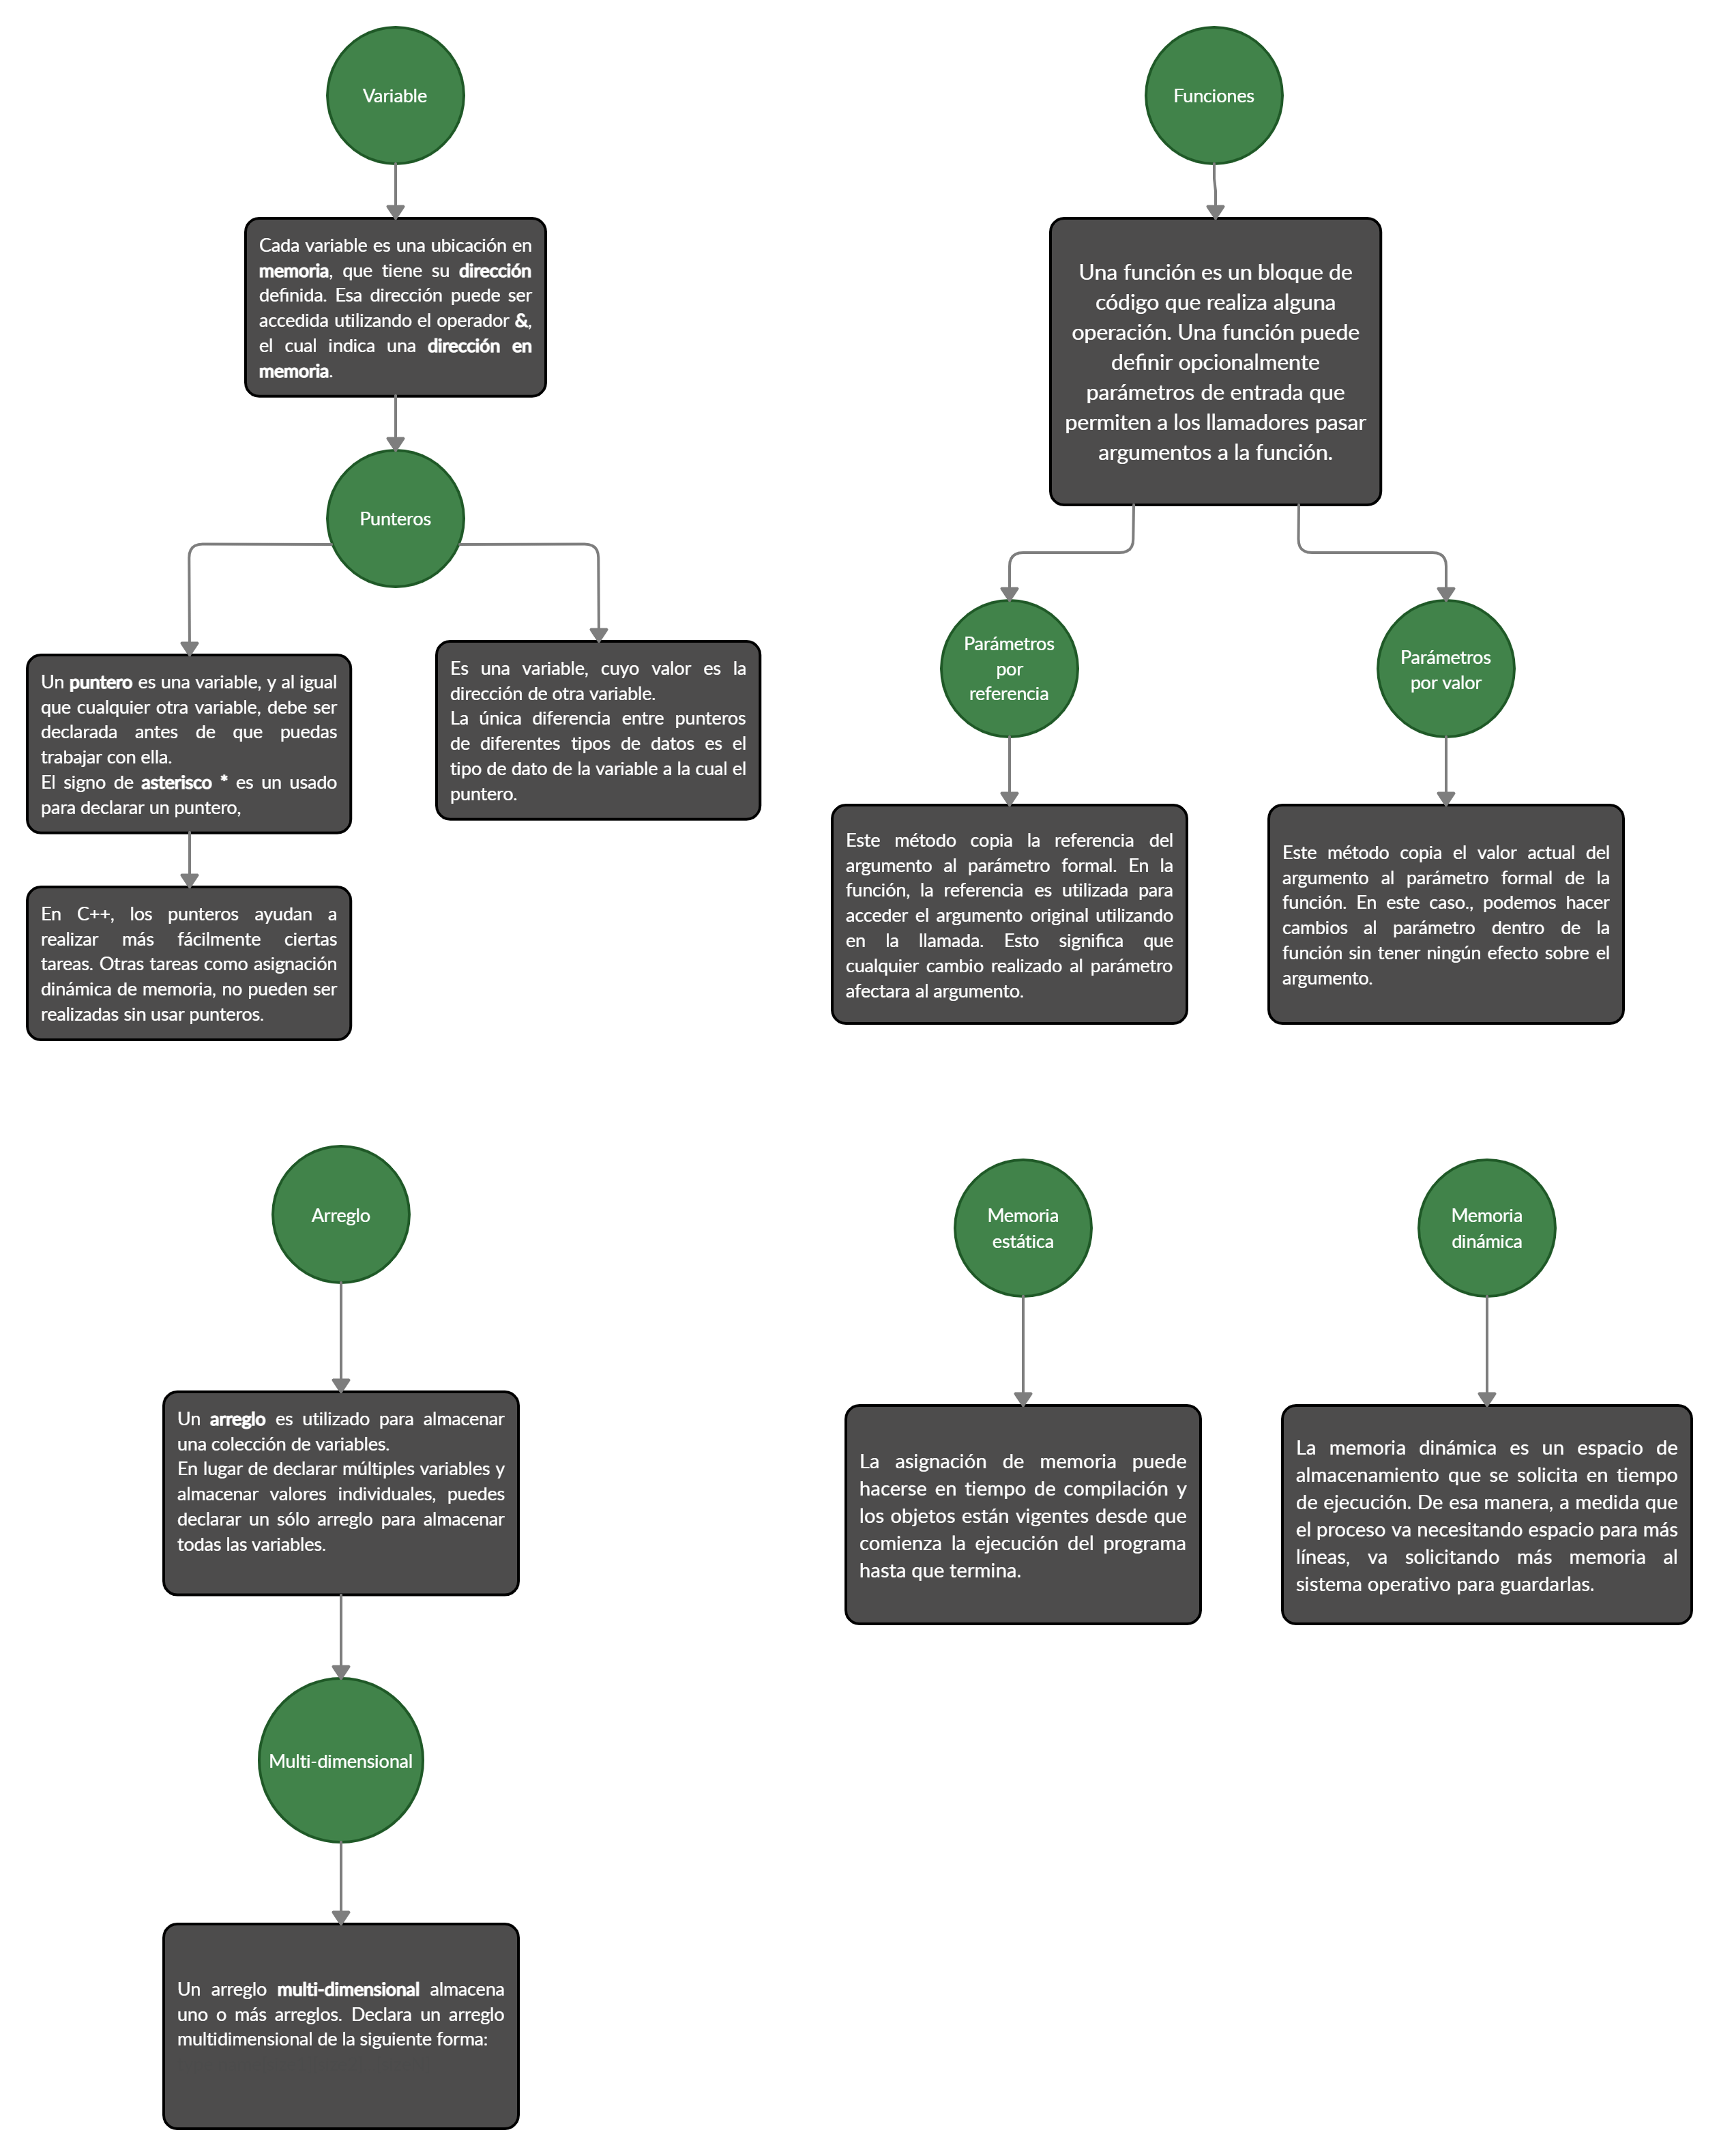 Variable
Cada variable es una ubicación en
memoria, que tiene su dirección
definida. Esa dirección puede ser
accedida utilizando el operador &,
el cual indica una dirección en
memoria.
Punteros
Un puntero es una variable, y al igual
que cualquier otra variable, debe ser
declarada antes de que puedas
trabajar con ella.
El signo de asterisco * es un usado
para declarar un puntero,
Es una variable, cuyo valor es la
dirección de otra variable.
La única diferencia entre punteros
de diferentes tipos de datos es el
tipo de dato de la variable a la cual el
puntero.
En C++, los punteros ayudan a
realizar más fácilmente ciertas
tareas. Otras tareas como asignación
dinámica de memoria, no pueden ser
realizadas sin usar punteros.
Funciones
Una función es un bloque de
código que realiza alguna
operación. Una función puede
definir opcionalmente
parámetros de entrada que
permiten a los llamadores pasar
argumentos a la función.
Parámetros
por
referencia
Este método copia la referencia del
argumento al parámetro formal. En la
función, la referencia es utilizada para
acceder el argumento original utilizando
en la llamada. Esto significa que
cualquier cambio realizado al parámetro
afectara al argumento.
Parámetros
por valor
Este método copia el valor actual del
argumento al parámetro formal de la
función. En este caso., podemos hacer
cambios al parámetro dentro de la
función sin tener ningún efecto sobre el
argumento.
Arreglo
Un arreglo es utilizado para almacenar
una colección de variables.
En lugar de declarar múltiples variables y
almacenar valores individuales, puedes
declarar un sólo arreglo para almacenar
todas las variables.
Multi-dimensional
Un arreglo multi-dimensional almacena
uno o más arreglos. Declara un arreglo
multidimensional de la siguiente forma:
Memoria
estática
La asignación de memoria puede
hacerse en tiempo de compilación y
los objetos están vigentes desde que
comienza la ejecución del programa
hasta que termina.
Memoria
dinámica
La memoria dinámica es un espacio de
almacenamiento que se solicita en tiempo
de ejecución. De esa manera, a medida que
el proceso va necesitando espacio para más
líneas, va solicitando más memoria al
sistema operativo para guardarlas.